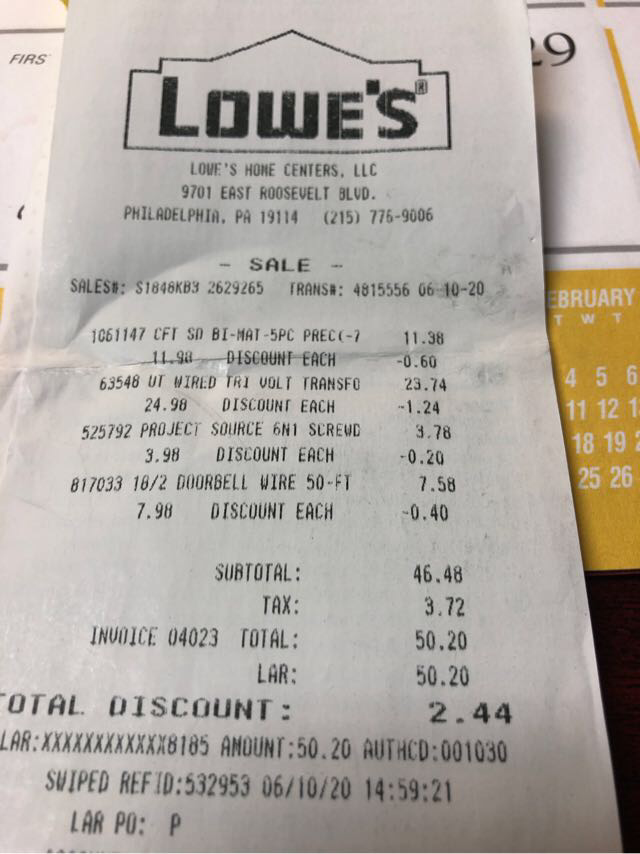 FIRS
29
LOWE'S®
LOWE'S HOME CENTERS, LLC
9701 EAST ROOSEVELT BLVD.
PHILADELPHIA, PA 19114 (215) 776-9006
- SALE -
SALES#: S1848KB3 2629265 TRANS#: 4815556 06-10-20
1061147 CFT SD BI-MAT-5PC PREC(-7 11.38
11.98 DISCOUNT EACH -0.60
63548 UT WIRED TRI VOLT TRANSFO 23.74
24.98 DISCOUNT EACH -1.24
525792 PROJECT SOURCE 6N1 SCREWD 3.78
3.98 DISCOUNT EACH -0.20
817033 18/2 DOORBELL WIRE 50-FT 7.58
7.98 DISCOUNT EACH -0.40
SUBTOTAL: 46.48
TAX: 3.72
INVOICE 04023 TOTAL: 50.20
LAR: 50.20
TOTAL DISCOUNT: 2.44
LAR:XXXXXXXXXXXX8185 AMOUNT:50.20 AUTHCD:001030
SWIPED REFID:532953 06/10/20 14:59:21
LAR PO: P
EBRUARY
T W T
4 5 6
11 12 13
18 19 2
25 26